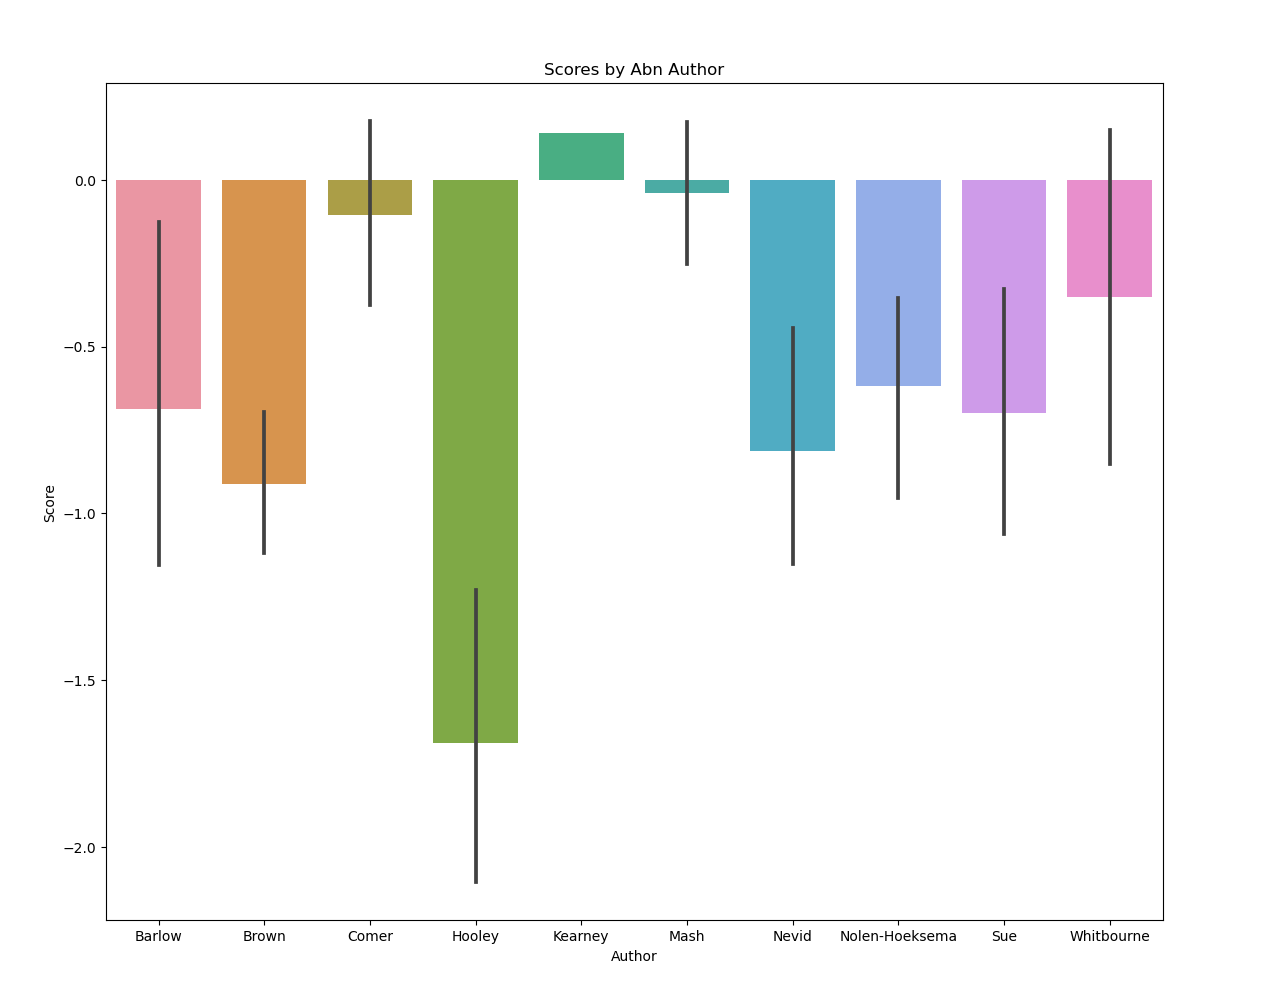 Scores by Abn Author
0.0
−0.5
−1.0
−1.5
−2.0
Score
Barlow Brown Comer Hooley Kearney Mash Nevid Nolen-Hoeksema Sue Whitbourne
Author